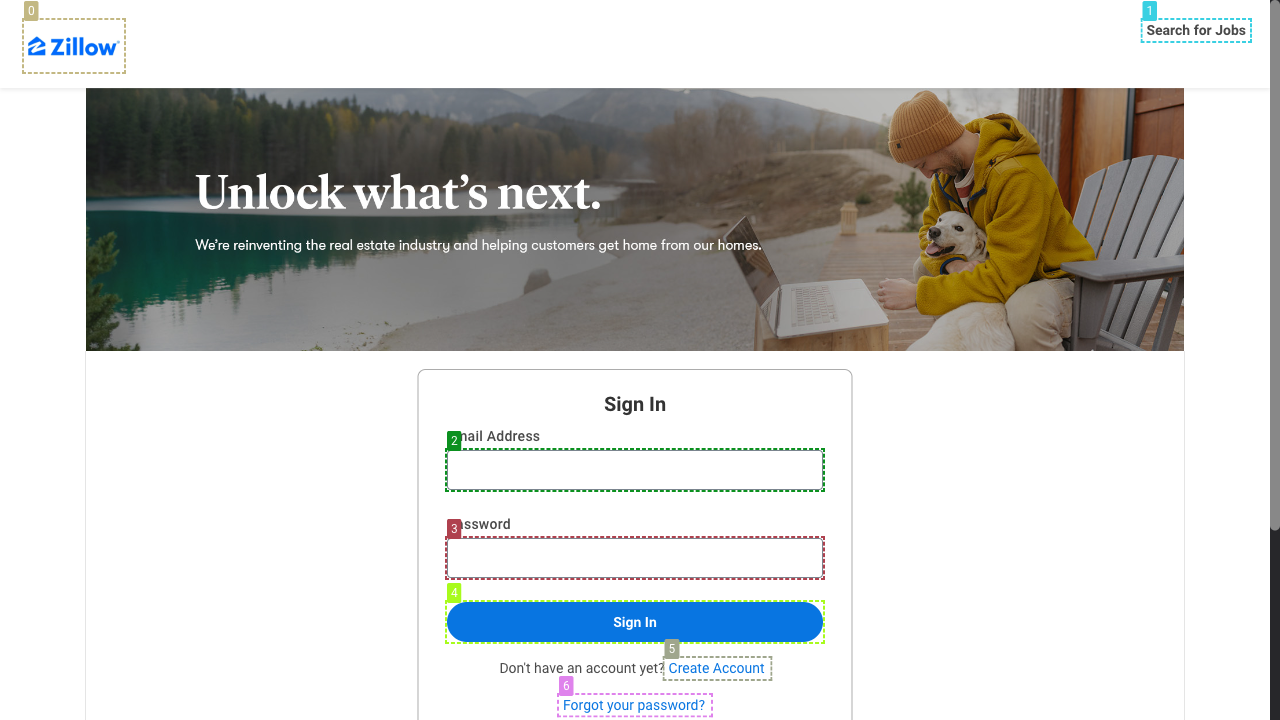 0
1
Zillow
Search for Jobs
Unlock what's next.
We're reinventing the real estate industry and helping customers get home from our homes.
Sign In
2
mail Address
3
assword
4
Sign In
5
Don't have an account yet? Create Account
6
Forgot your password?